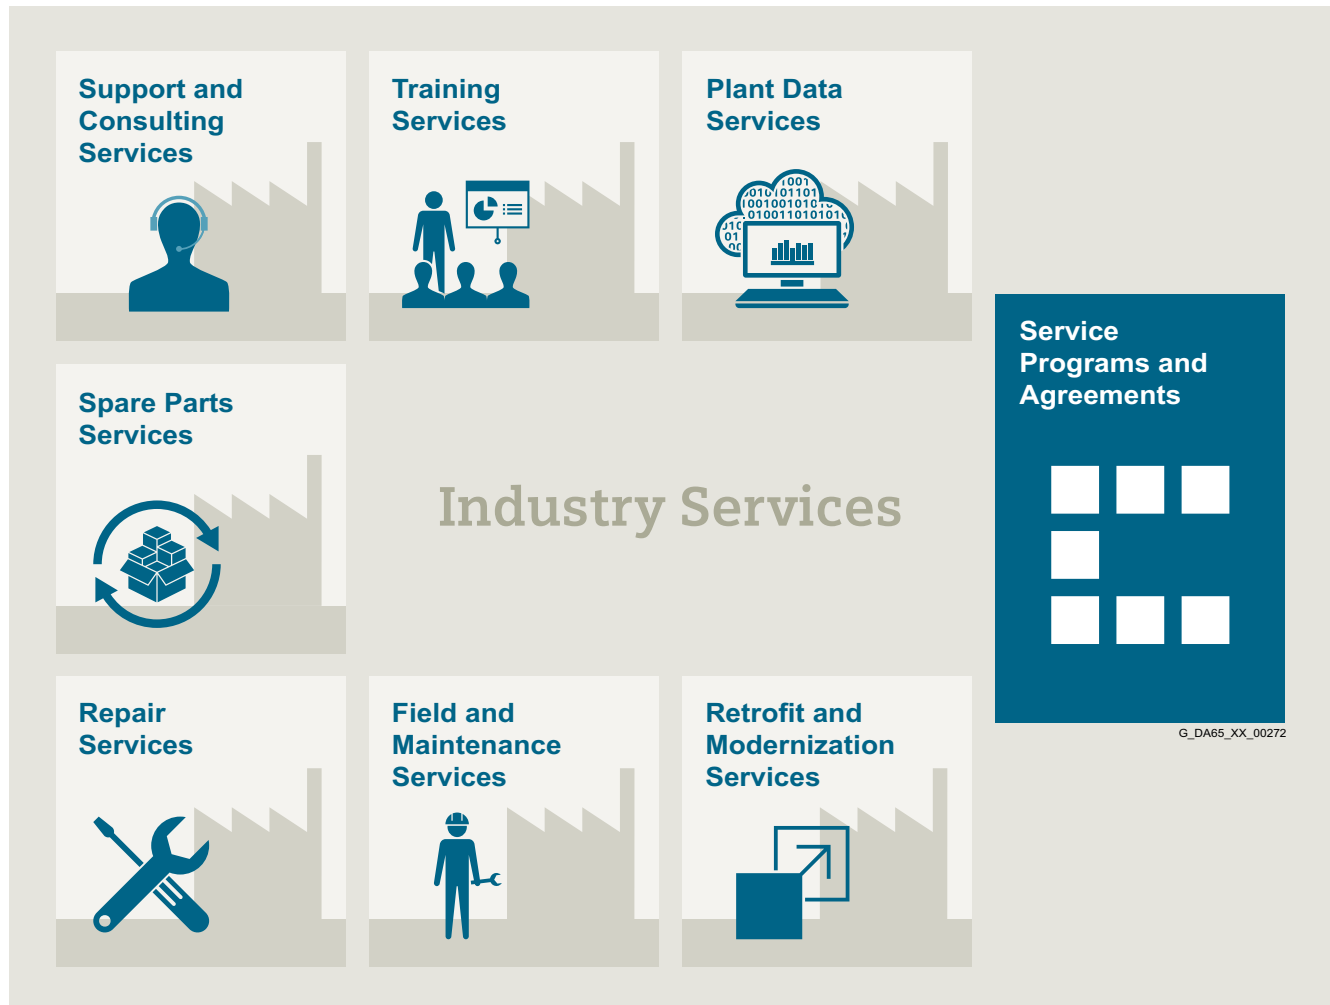 Support and
Consulting
Services
Training
Services
Plant Data
Services
Service
Programs and
Agreements
Spare Parts
Services
Industry Services
Repair
Services
Field and
Maintenance
Services
Retrofit and
Modernization
Services
G_DA65_XX_00272